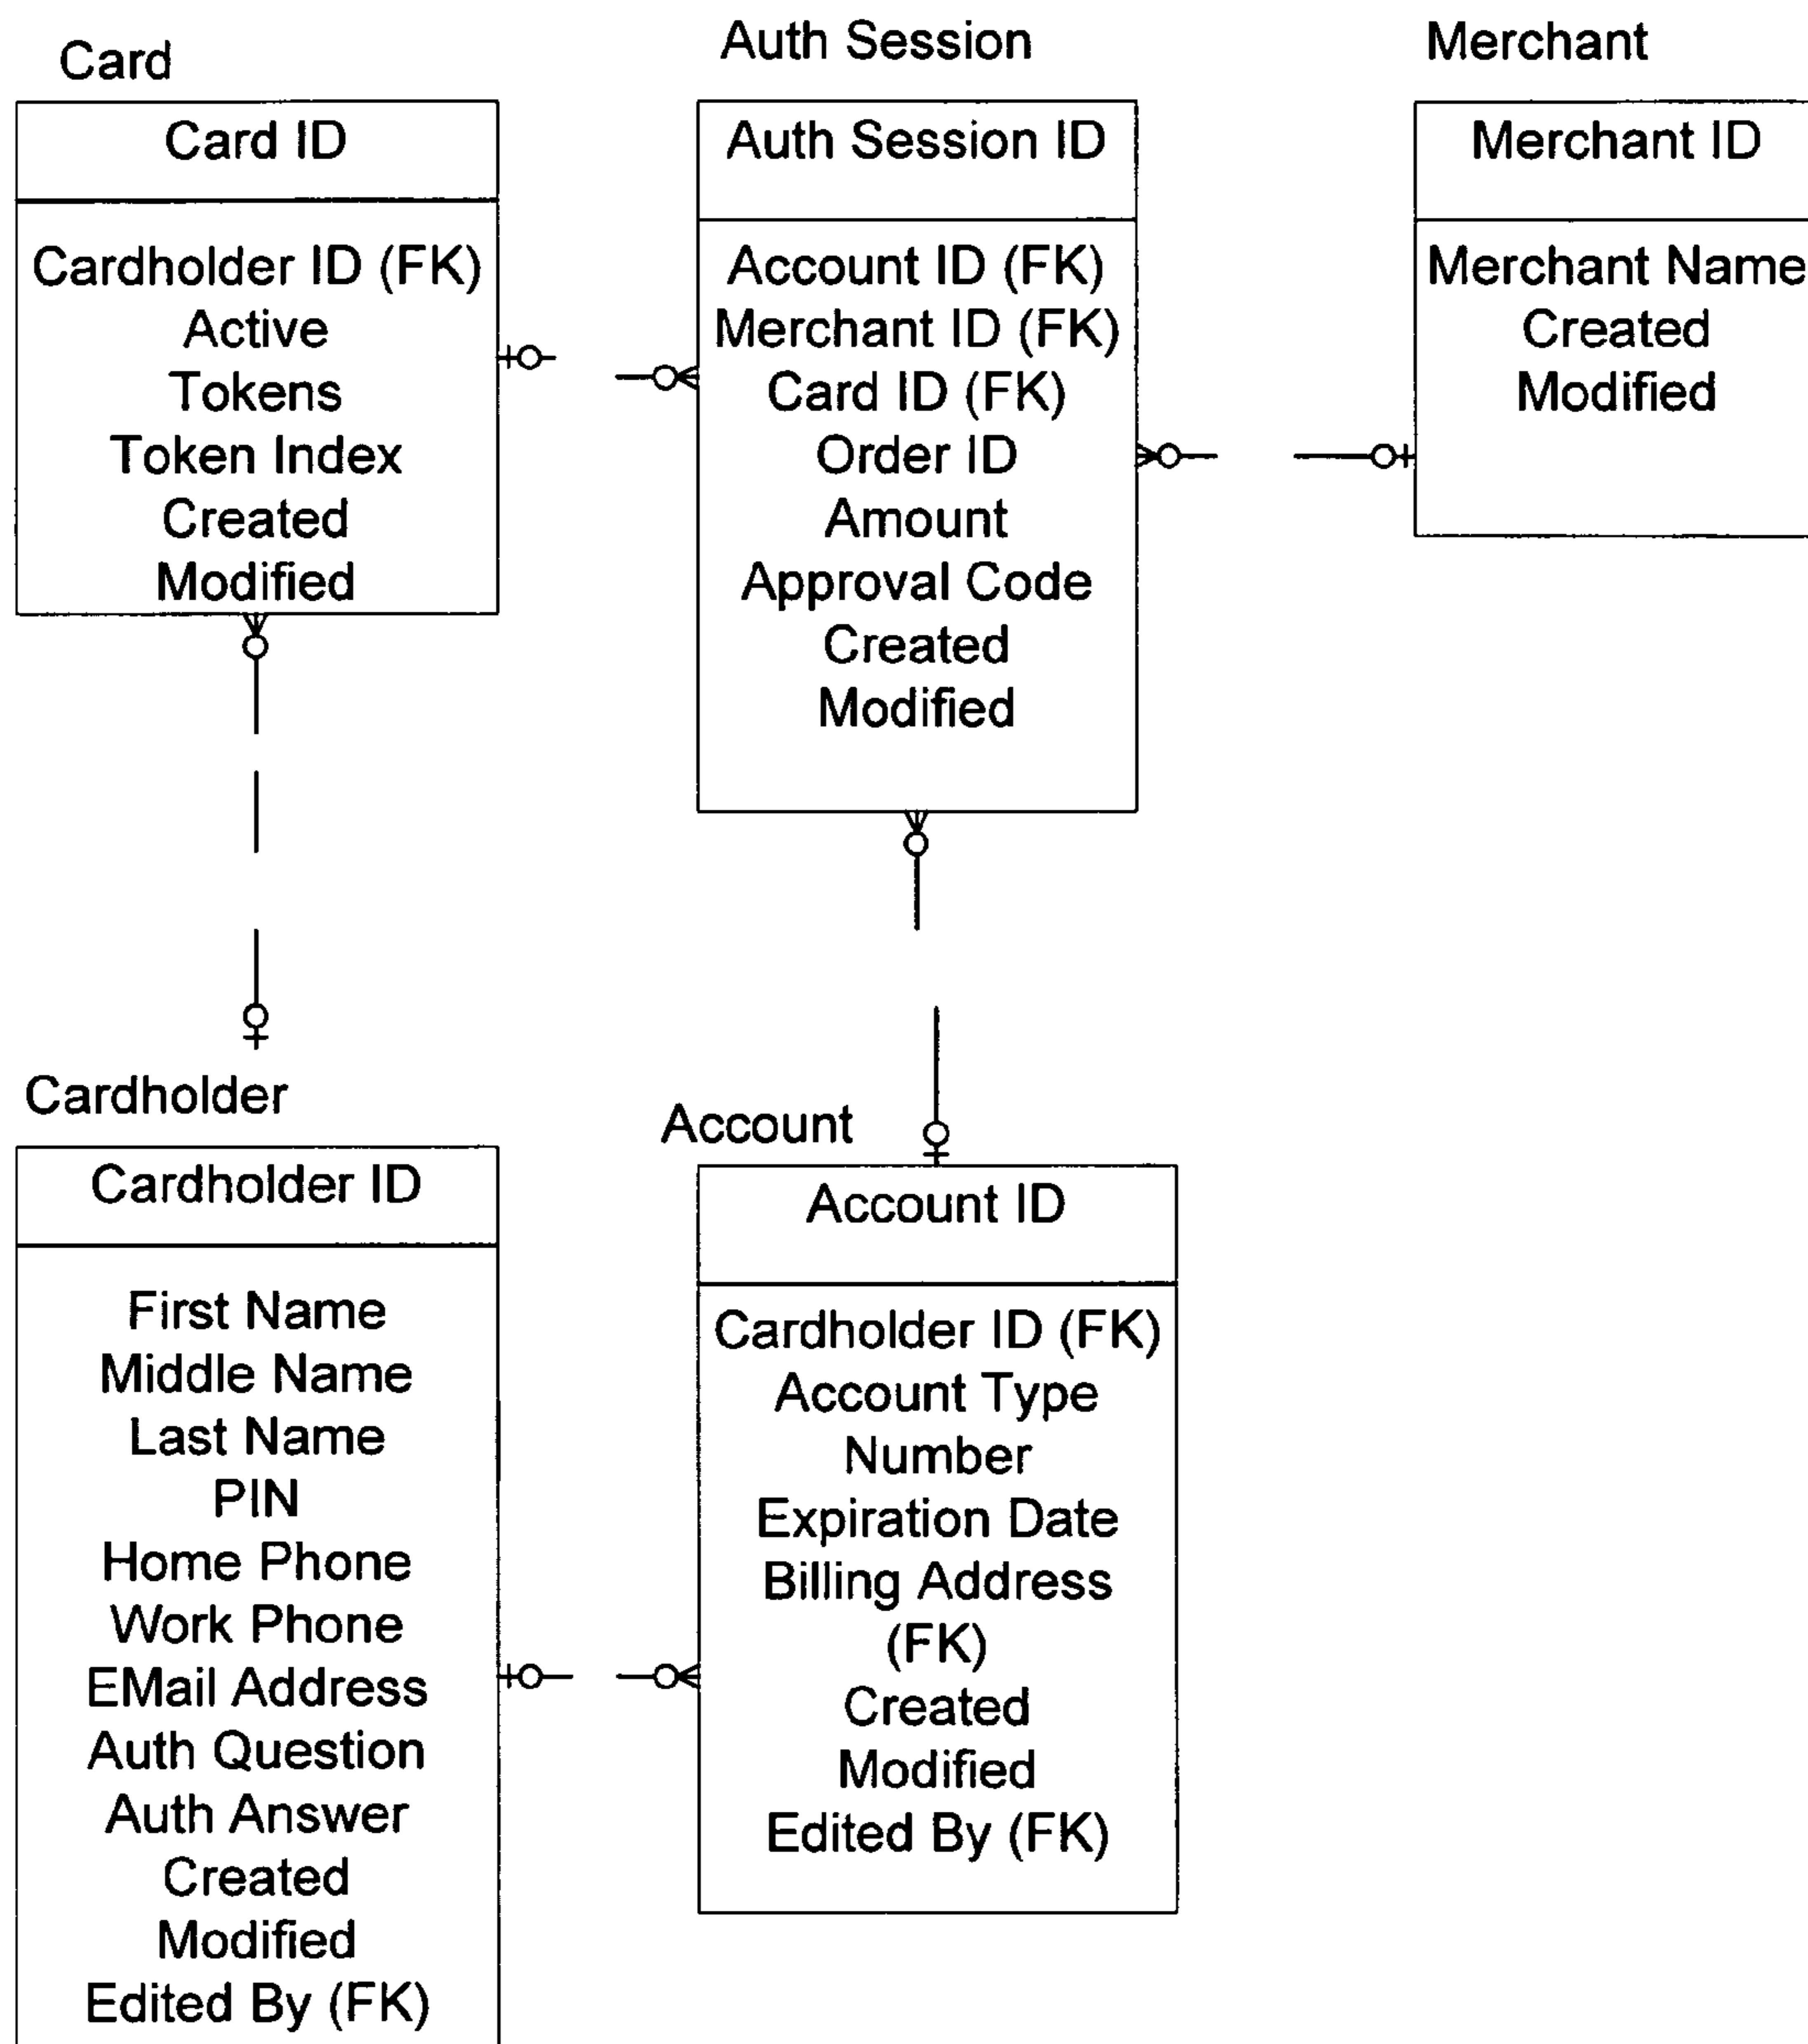 Card
Card ID
Cardholder ID (FK)
Active
Tokens
Token Index
Created
Modified
Auth Session
Auth Session ID
Account ID (FK)
Merchant ID (FK)
Card ID (FK)
Order ID
Amount
Approval Code
Created
Modified
Merchant
Merchant ID
Merchant Name
Created
Modified
Cardholder
Cardholder ID
First Name
Middle Name
Last Name
PIN
Home Phone
Work Phone
EMail Address
Auth Question
Auth Answer
Created
Modified
Edited By (FK)
Account
Account ID
Cardholder ID (FK)
Account Type
Number
Expiration Date
Billing Address
(FK)
Created
Modified
Edited By (FK)